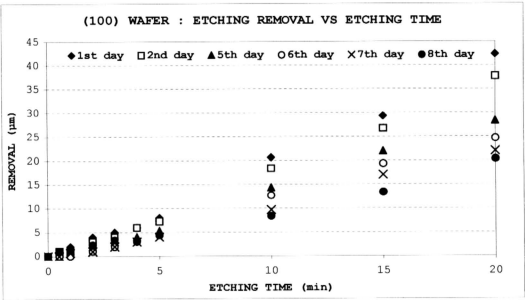 (100) WAFER : ETCHING REMOVAL VS ETCHING TIME
45
1st day 2nd day 5th day 6th day 7th day 8th day
40
35
30
25
20
15
10
5
0
REMOVAL (µm)
0 5 10 15 20
ETCHING TIME (min)